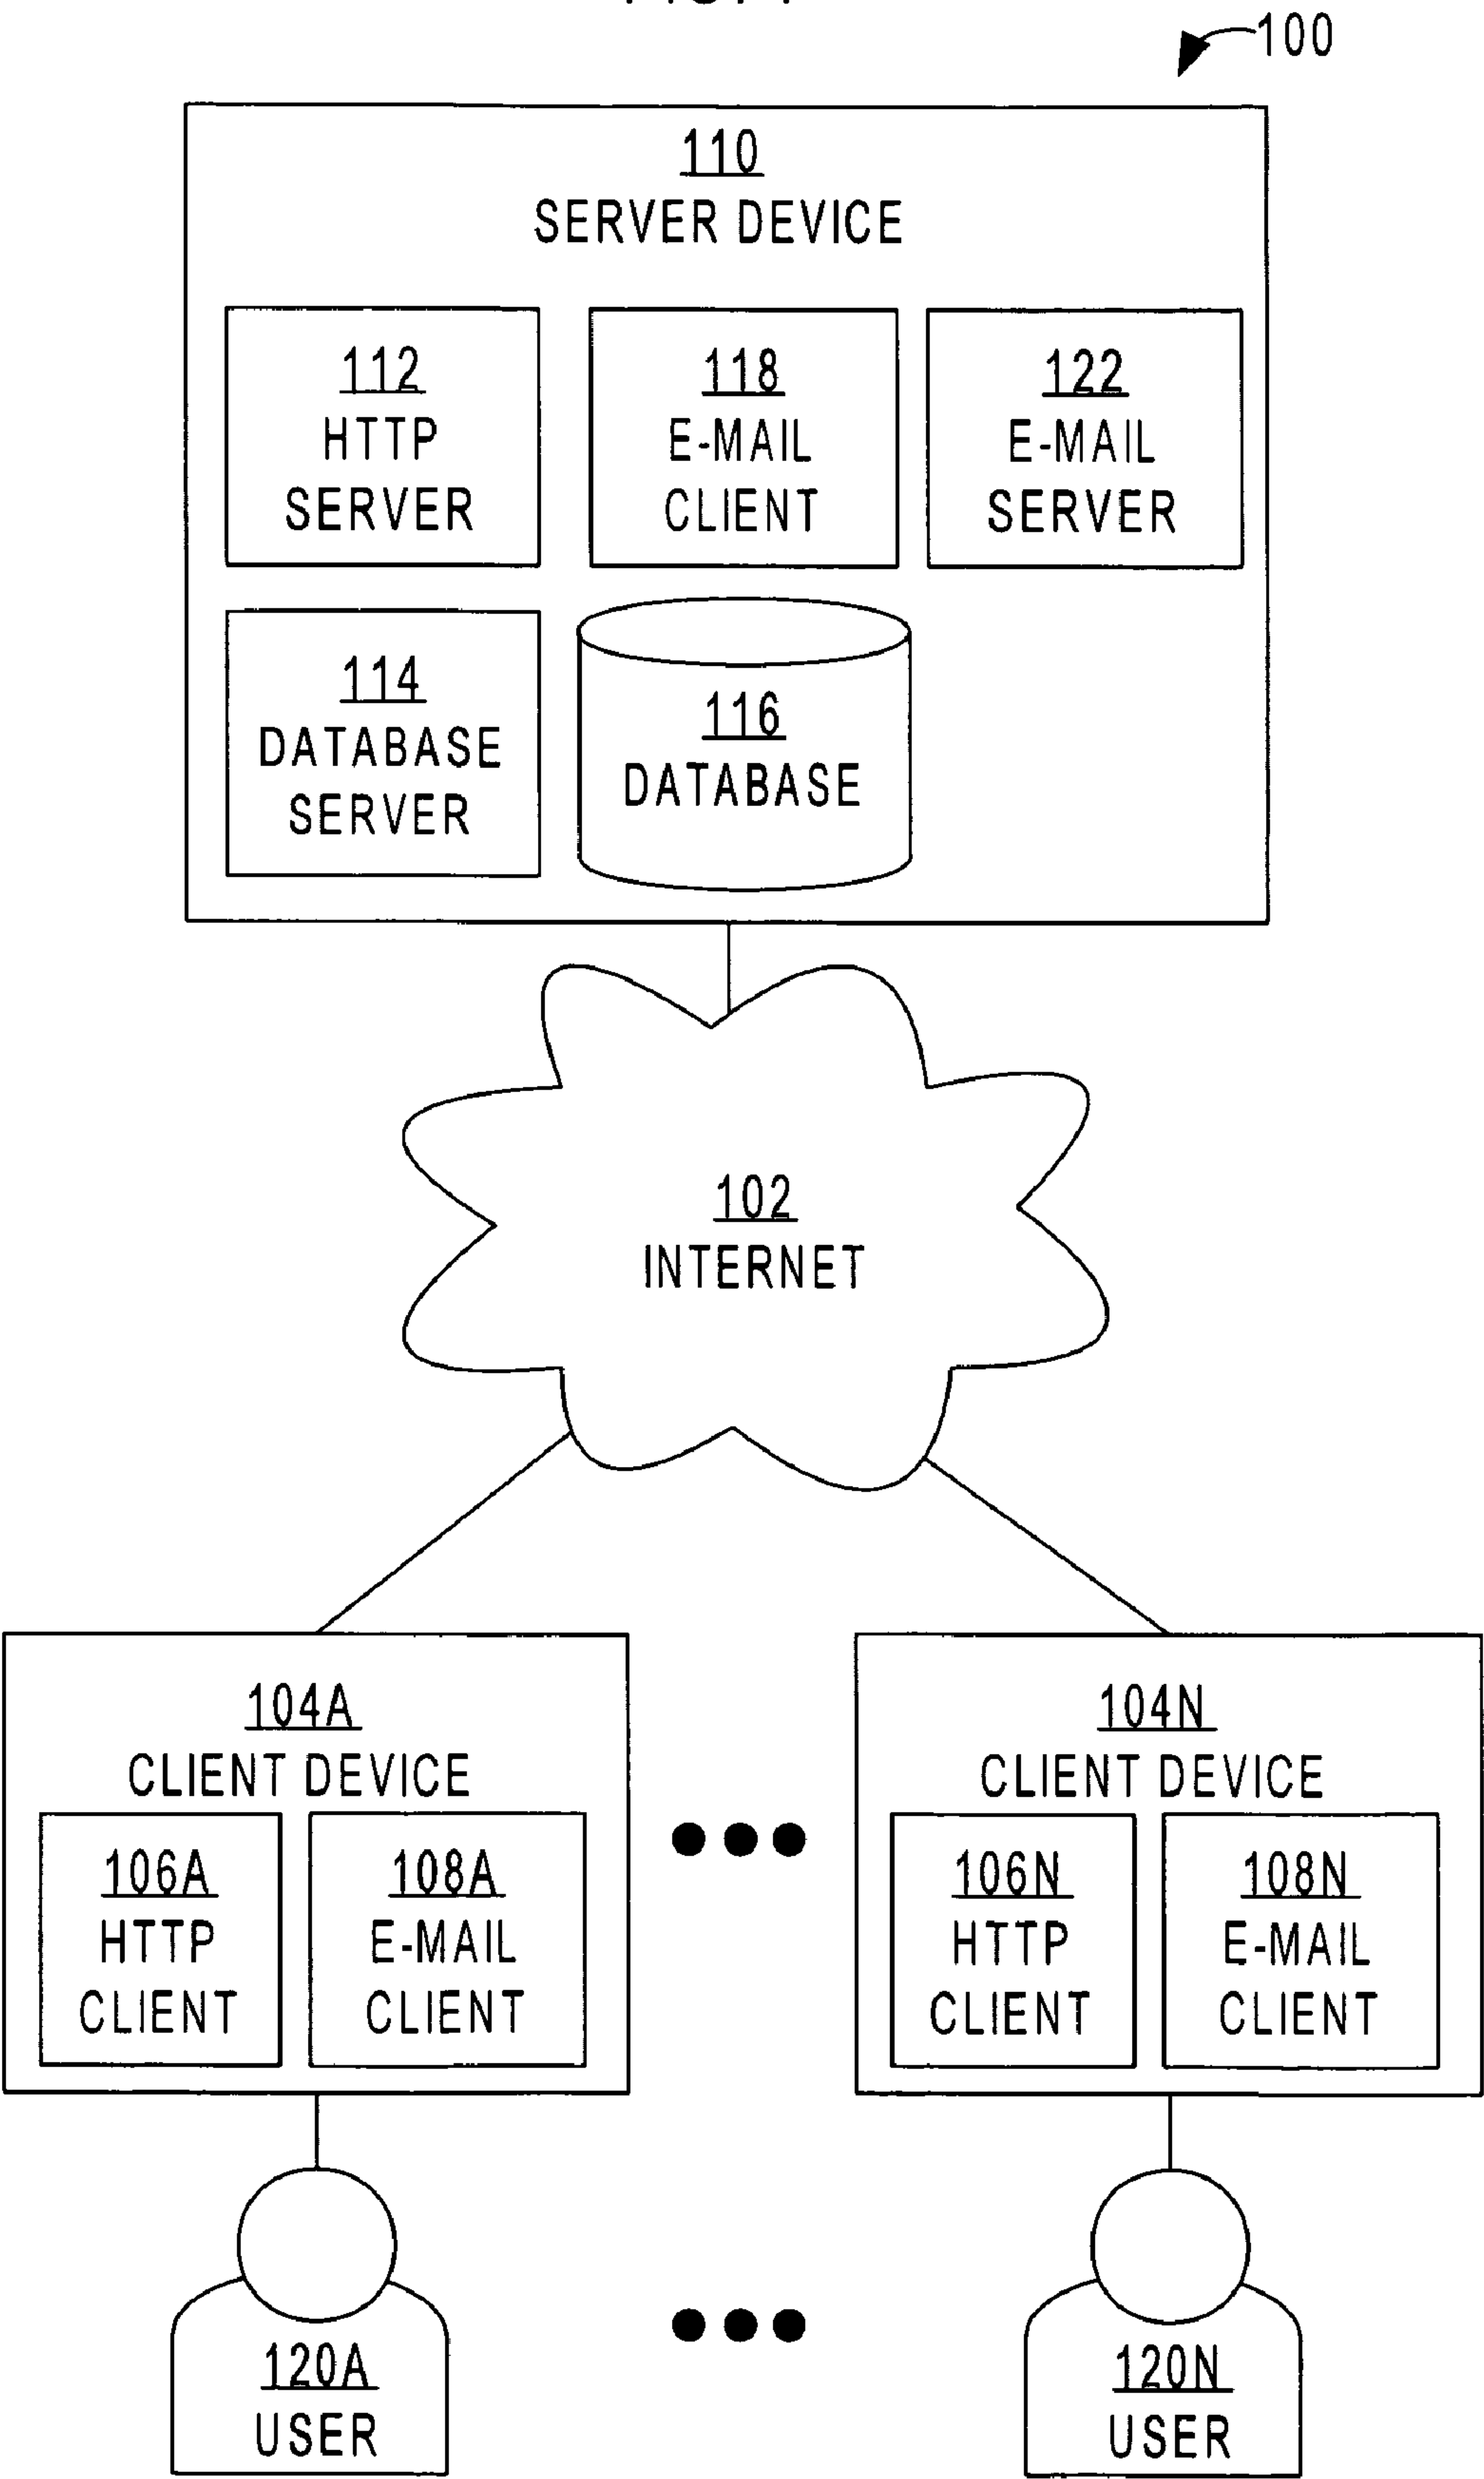 100
110
SERVER DEVICE
112
HTTP
SERVER
118
E-MAIL
CLIENT
122
E-MAIL
SERVER
114
DATABASE
SERVER
116
DATABASE
102
INTERNET
104A
CLIENT DEVICE
106A
HTTP
CLIENT
108A
E-MAIL
CLIENT
104N
CLIENT DEVICE
106N
HTTP
CLIENT
108N
E-MAIL
CLIENT
120A
USER
120N
USER